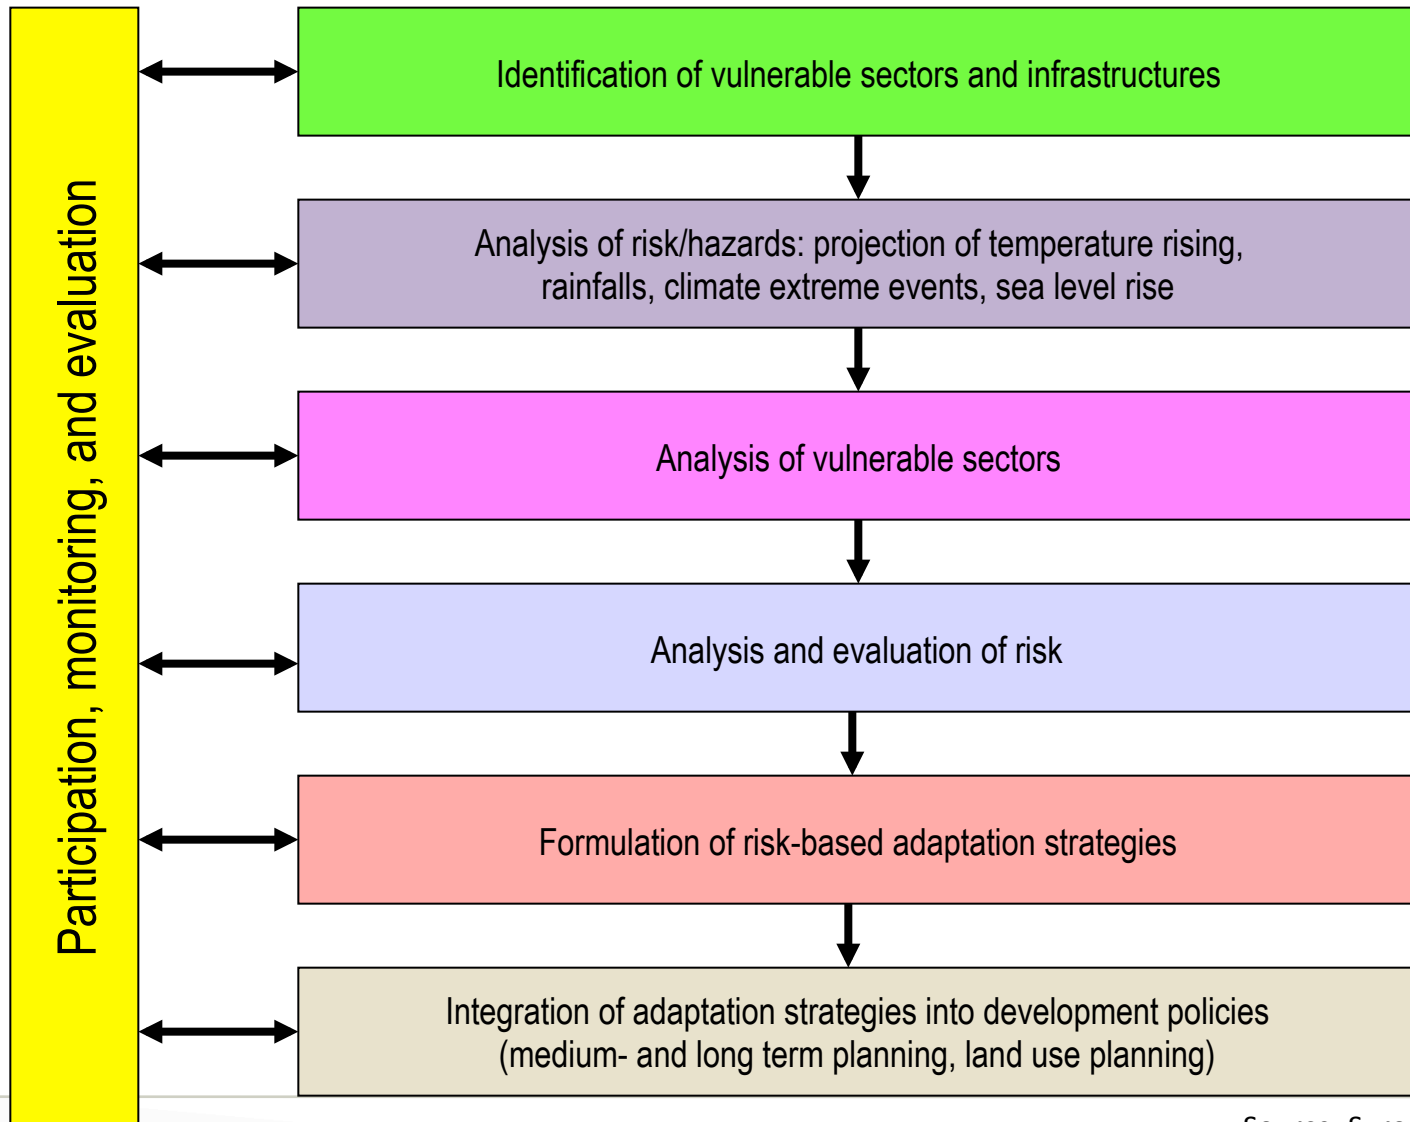 Participation, monitoring, and evaluation
Identification of vulnerable sectors and infrastructures
Analysis of risk/hazards: projection of temperature rising,
rainfalls, climate extreme events, sea level rise
Analysis of vulnerable sectors
Analysis and evaluation of risk
Formulation of risk-based adaptation strategies
Integration of adaptation strategies into development policies
(medium- and long term planning, land use planning)